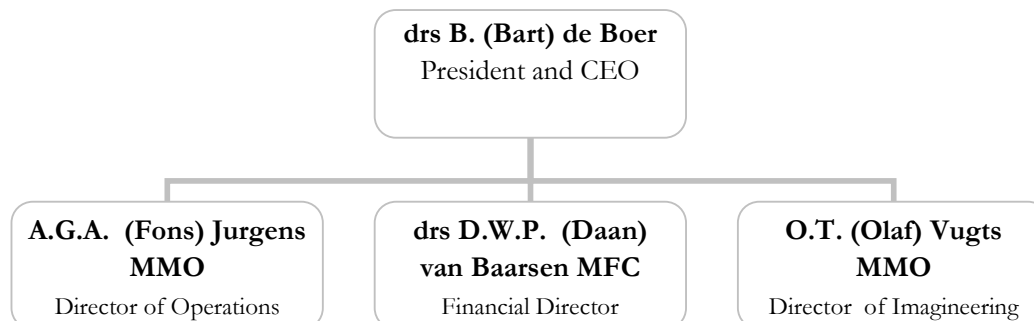 drs B. (Bart) de Boer
President and CEO
A.G.A. (Fons) Jurgens
MMO
Director of Operations
drs D.W.P. (Daan)
van Baarsen MFC
Financial Director
O.T. (Olaf) Vugts
MMO
Director of Imagineering